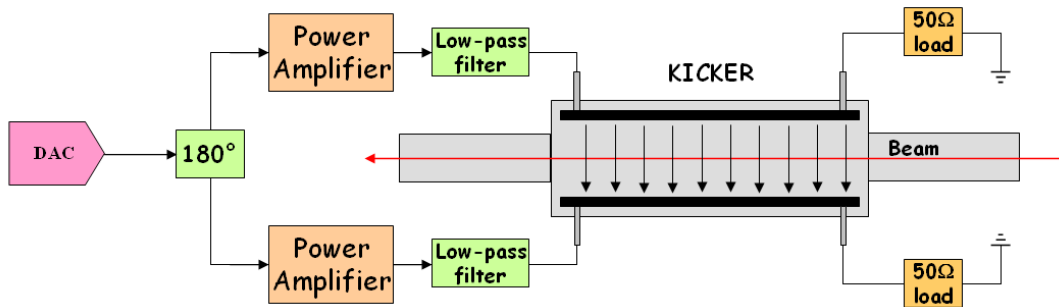 Power
Amplifier
Low-pass
filter
50Ω
load
KICKER
DAC
180°
Beam
Power
Amplifier
Low-pass
filter
50Ω
load